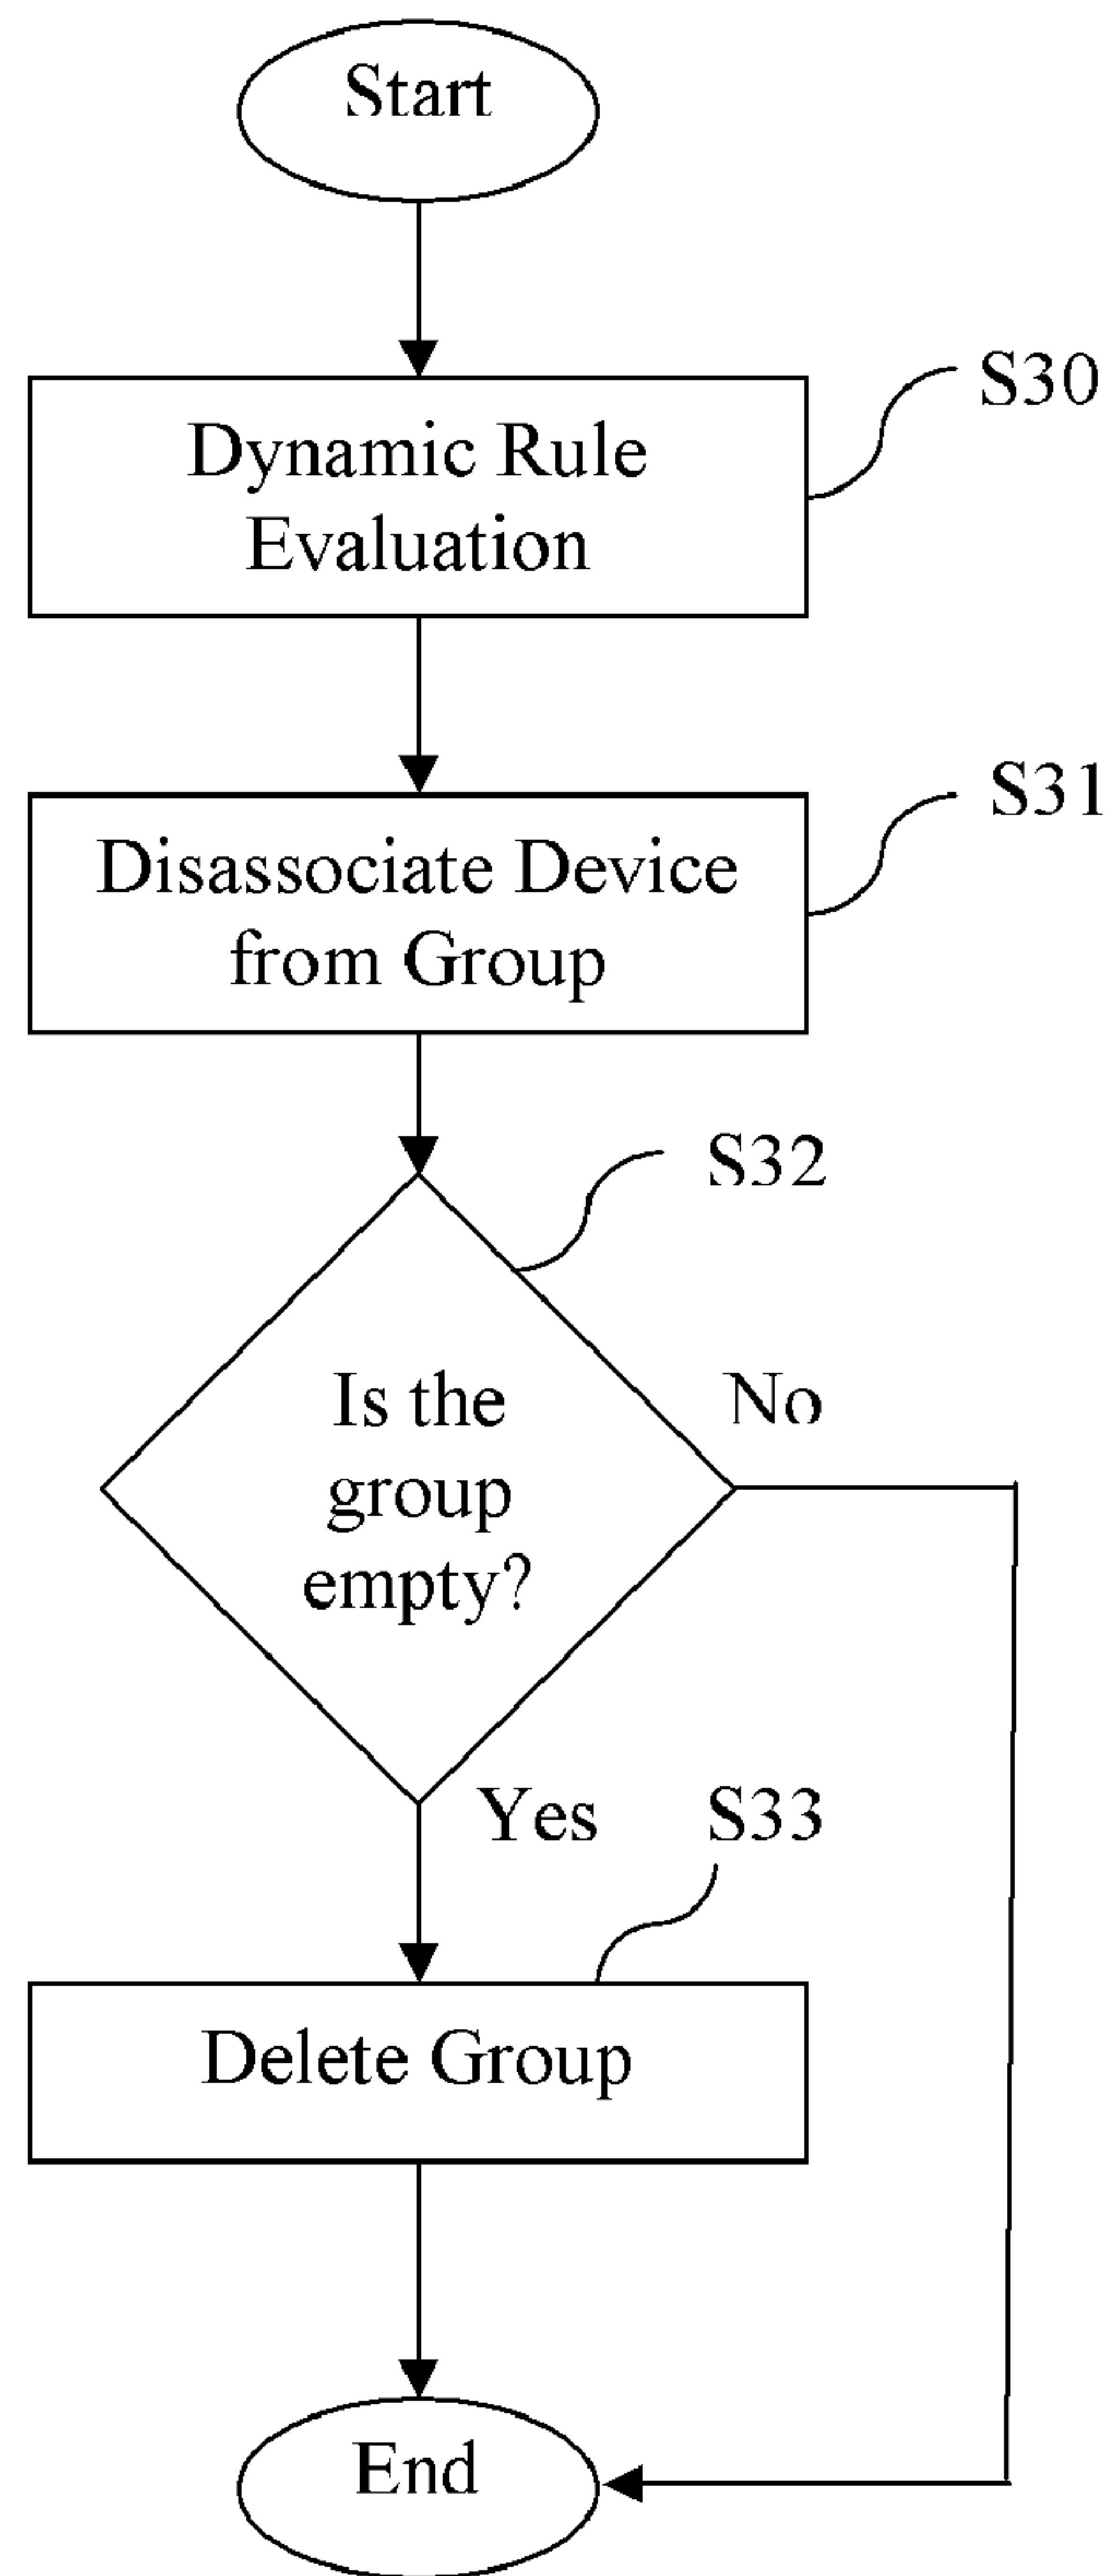 Start
S30
Dynamic Rule
Evaluation
S31
Disassociate Device
from Group
S32
Is the
group
empty?
No
Yes
S33
Delete Group
End